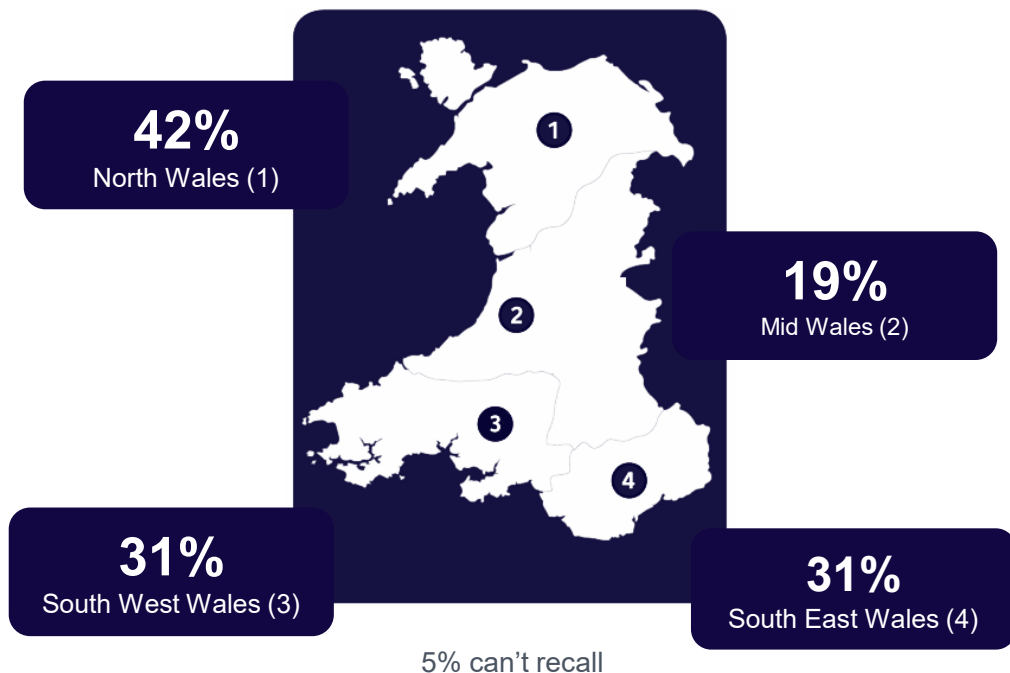 42%
North Wales (1)
1
19%
Mid Wales (2)
2
3
31%
South West Wales (3)
4
31%
South East Wales (4)
5% can’t recall